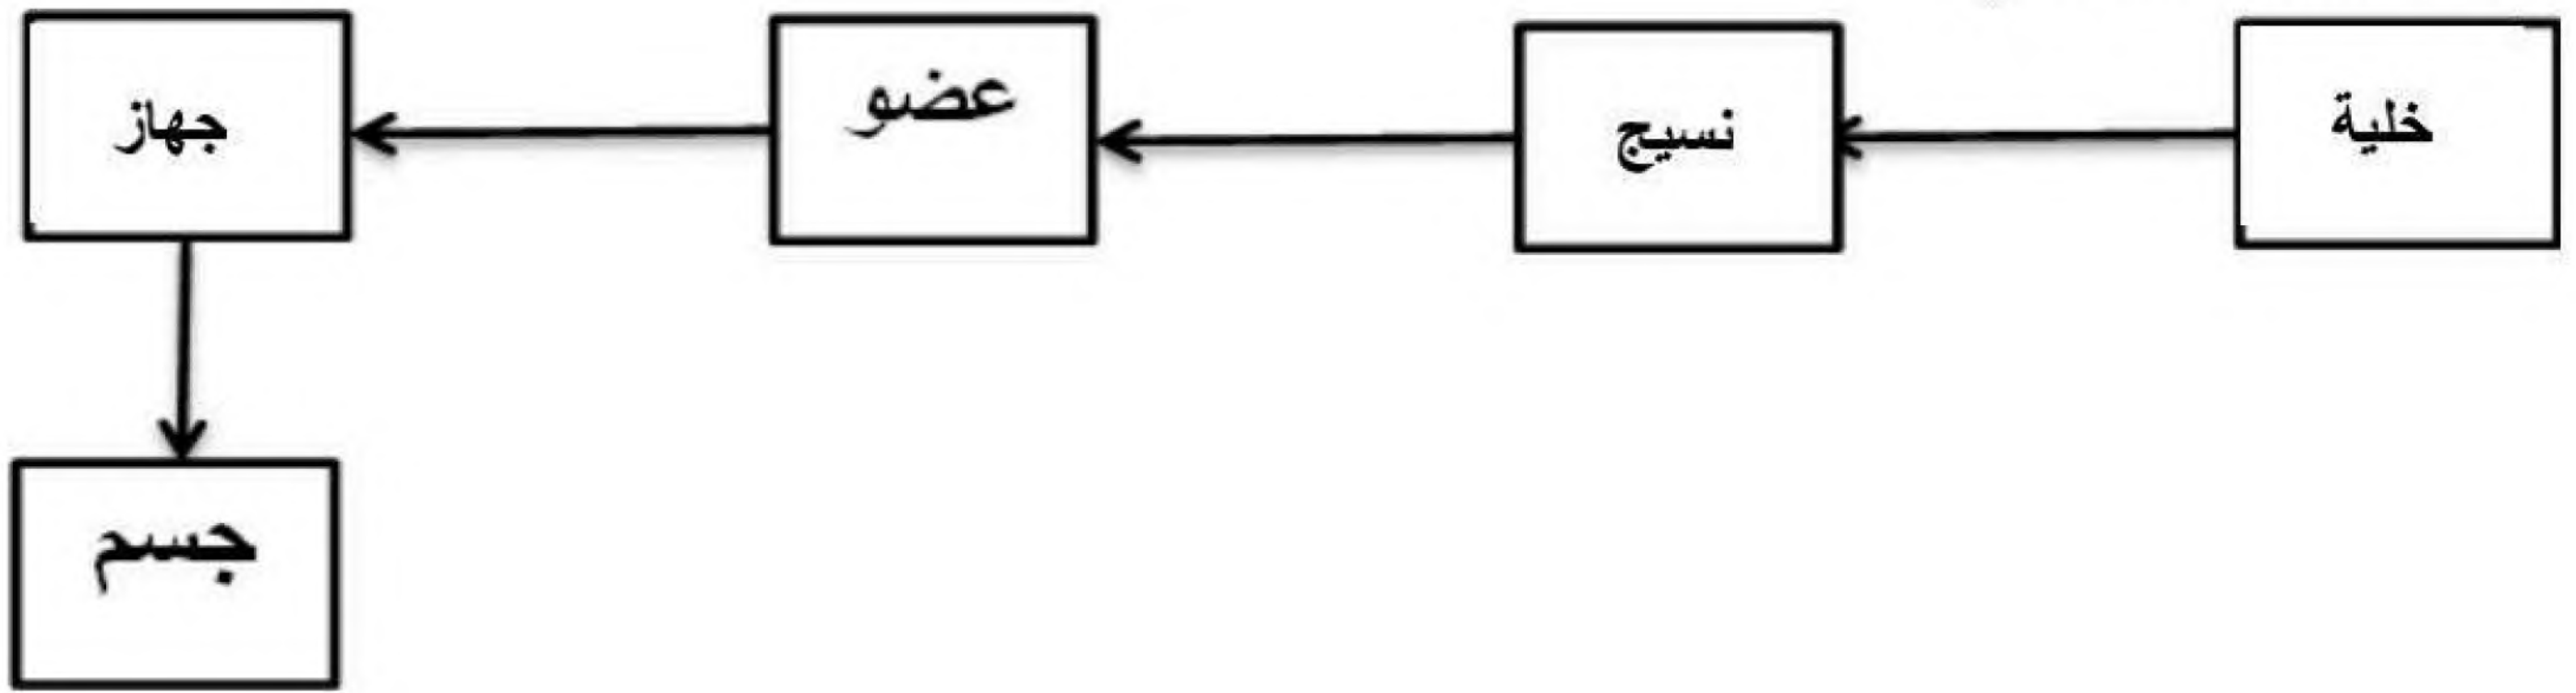 خلية
نسيج
عضو
جهاز
جسم